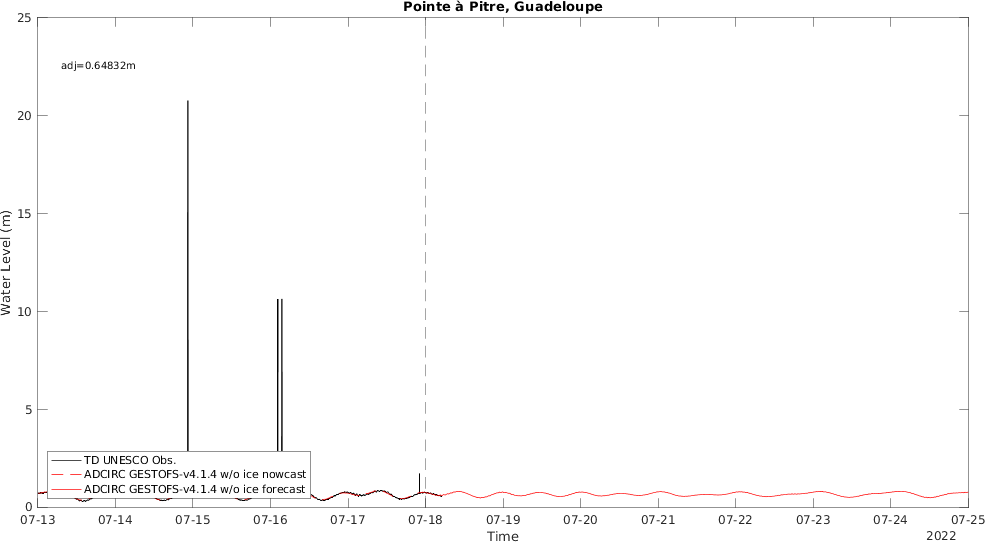 Pointe à Pitre, Guadeloupe
25
adj=0.64832m
20
15
10
5
0
Water Level (m)
TD UNESCO Obs.
ADCIRC GESTOFS-v4.1.4 w/o ice nowcast
ADCIRC GESTOFS-v4.1.4 w/o ice forecast
07-13 07-14 07-15 07-16 07-17 07-18 07-19 07-20 07-21 07-22 07-23 07-24 07-25
Time
2022